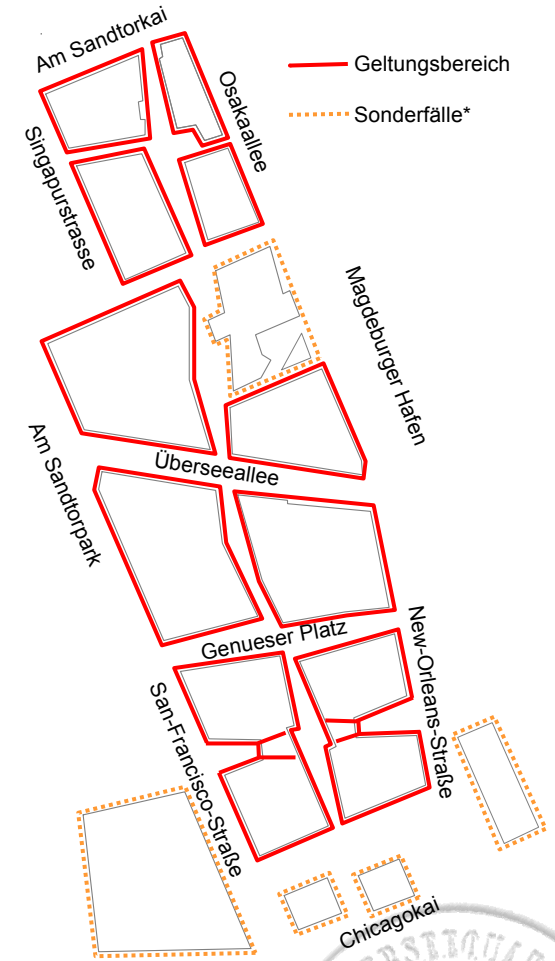 Am Sandtorkai
Geltungsbereich
Osakaallee
Sonderfälle*
Singapurstrasse
Magdeburger Hafen
Am Sandtorpark
Überseeallee
Genueser Platz
New-Orleans-Straße
San-Francisco-Straße
Chicagokai